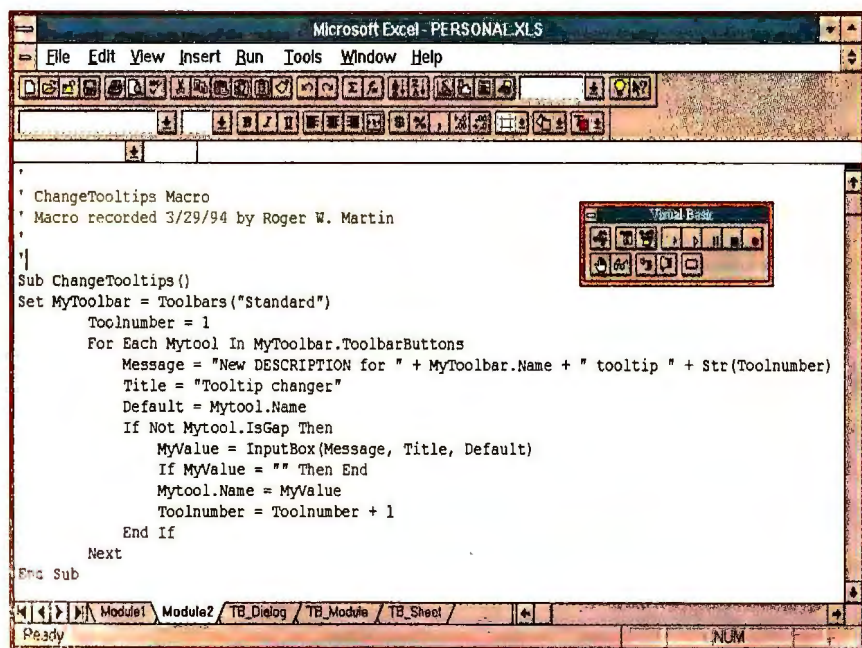 Microsoft Excel - PERSONAL.XLS
File Edit View Insert Run Tools Window Help
'
' ChangeTooltips Macro
' Macro recorded 3/29/94 by Roger W. Martin
'
'
Visual Basic
Sub ChangeTooltips()
Set MyToolbar = Toolbars("Standard")
Toolnumber = 1
For Each Mytool In MyToolbar.ToolbarButtons
Message = "New DESCRIPTION for " + MyToolbar.Name + " tooltip " + Str(Toolnumber)
Title = "Tooltip changer"
Default = Mytool.Name
If Not Mytool.IsGap Then
MyValue = InputBox(Message, Title, Default)
If MyValue = "" Then End
Mytool.Name = MyValue
Toolnumber = Toolnumber + 1
End If
Next
End Sub
Module1 Module2 TB_Dialog TB_Module TB_Sheet
Ready NUM